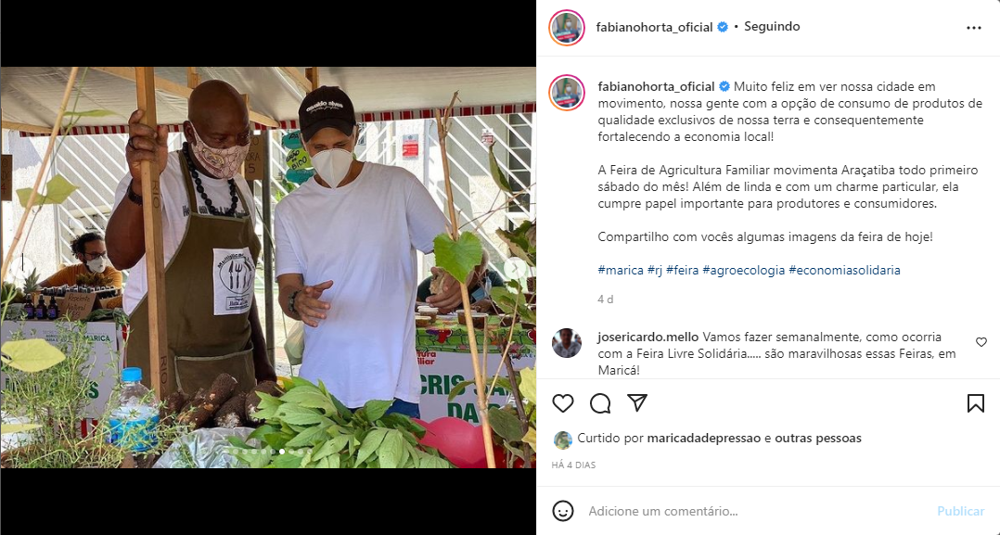 fabianohorta_oficial • Seguindo
fabianohorta_oficial Muito feliz em ver nossa cidade em
movimento, nossa gente com a opção de consumo de produtos de
qualidade exclusivos de nossa terra e consequentemente
fortalecendo a economia local!
A Feira de Agricultura Familiar movimenta Araçatiba todo primeiro
sábado do mês! Além de linda e com um charme particular, ela
cumpre papel importante para produtores e consumidores.
Compartilho com vocês algumas imagens da feira de hoje!
#marica #rj #feira #agroecologia #economiasolidaria
4 d
josericardo.mello Vamos fazer semanalmente, como ocorria
com a Feira Livre Solidária..... são maravilhosas essas Feiras, em
Maricá!
Curtido por maricadadepressao e outras pessoas
HÁ 4 DIAS
Adicione um comentário...
Publicar
RIO
5
MARICA
CRIS
RIO